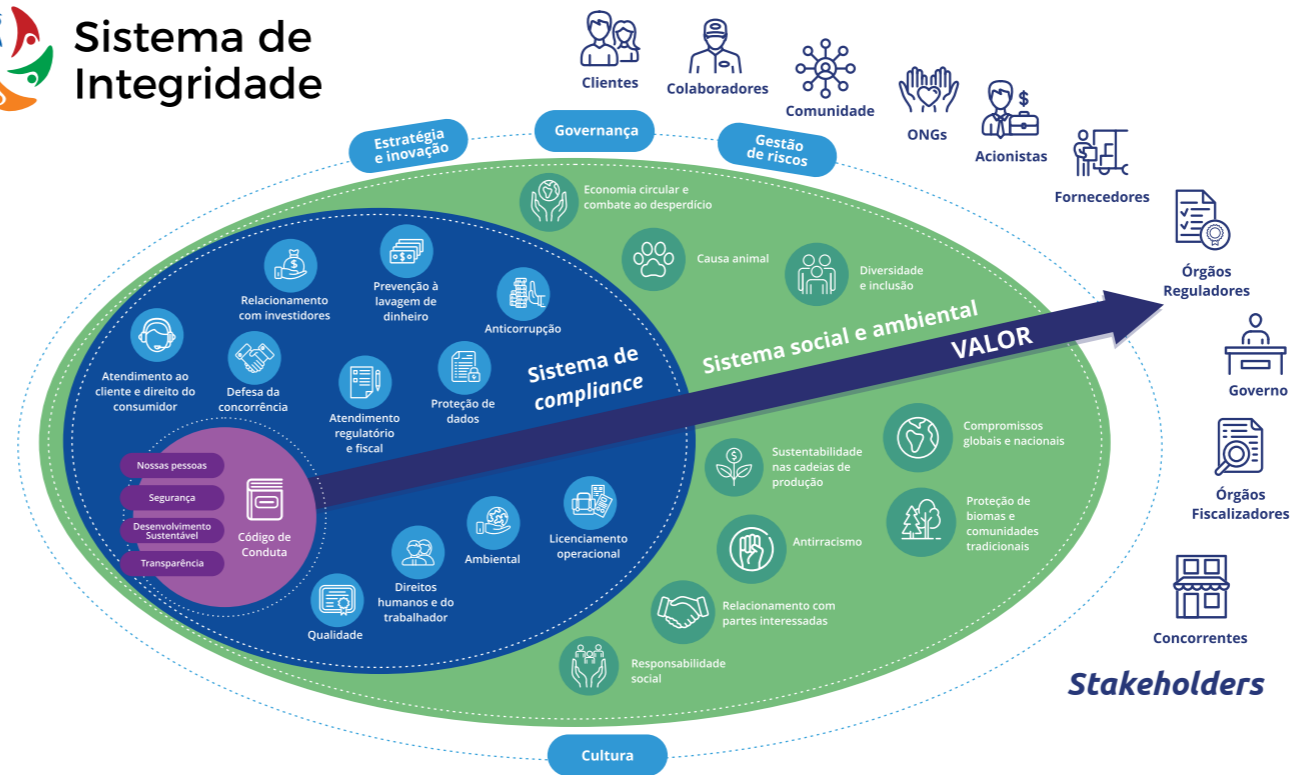 Sistema de
Integridade
Clientes
Colaboradores
Comunidade
ONGs
Acionistas
Fornecedores
Órgãos
Reguladores
Governo
Órgãos
Fiscalizadores
Concorrentes
Stakeholders
Estratégia
e inovação
Governança
Gestão
de riscos
Economia circular e
combate ao desperdício
Causa animal
Diversidade
e inclusão
Sistema social e ambiental
VALOR
Relacionamento
com investidores
Prevenção à
lavagem de
dinheiro
Anticorrupção
Atendimento ao
cliente e direito do
consumidor
Defesa da
concorrência
Atendimento
regulatório
e fiscal
Proteção de
dados
Sistema de
compliance
Nossas pessoas
Segurança
Desenvolvimento
Sustentável
Transparência
Código de
Conduta
Qualidade
Direitos
humanos e do
trabalhador
Ambiental
Licenciamento
operacional
Sustentabilidade
nas cadeias de
produção
Compromissos
globais e nacionais
Antirracismo
Proteção de
biomas e
comunidades
tradicionais
Relacionamento com
partes interessadas
Responsabilidade
social
Cultura